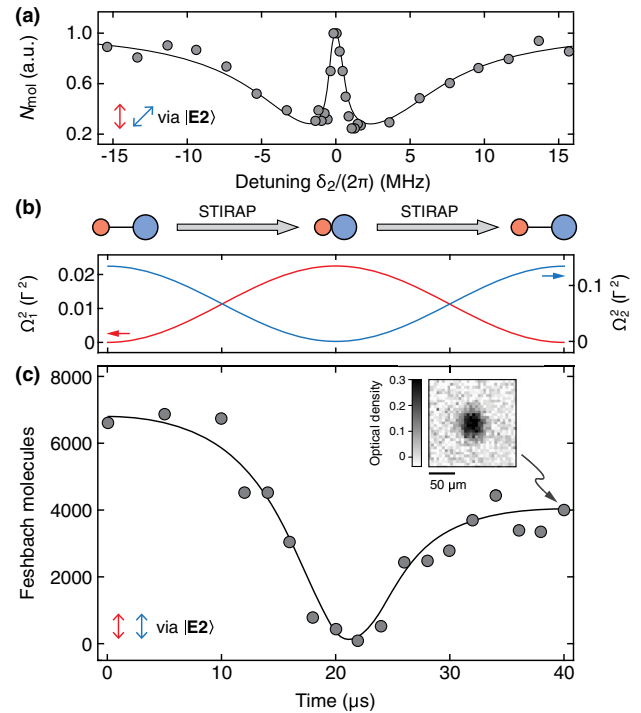 (a)
N_mol (a.u.)
1.0
0.6
0.2
via |E2⟩
-15 -10 -5 0 5 10 15
Detuning δ₂/(2π) (MHz)
(b)
STIRAP STIRAP
Ω₁² (Γ²)
0.02
0.01
0
0.1
0
Ω₂² (Γ²)
(c)
Feshbach molecules
8000
6000
4000
2000
0
Optical density
0.3
0.2
0.1
0
50 µm
via |E2⟩
0 10 20 30 40
Time (µs)